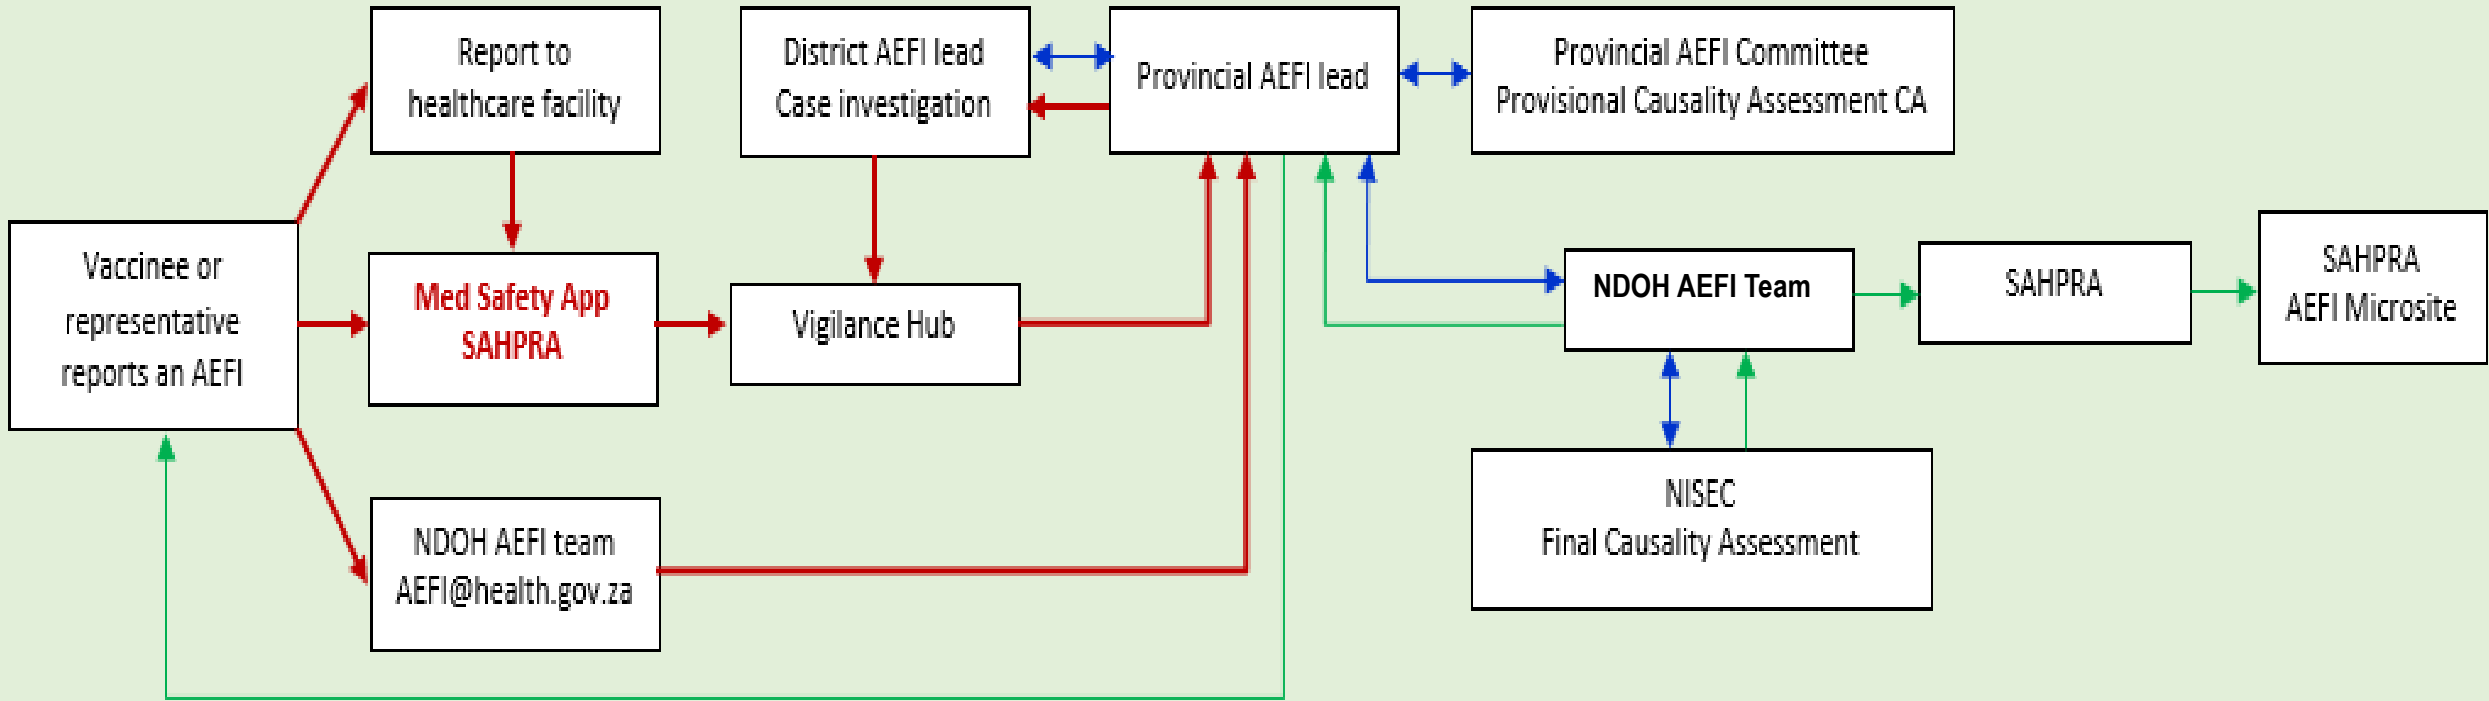 Report to
healthcare facility
District AEFI lead
Case investigation
Provincial AEFI lead
Provincial AEFI Committee
Provisional Causality Assessment CA
Vaccinee or
representative
reports an AEFI
Med Safety App
SAHPRA
Vigilance Hub
NDOH AEFI Team
SAHPRA
SAHPRA
AEFI Microsite
NDOH AEFI team
AEFI@health.gov.za
NISEC
Final Causality Assessment